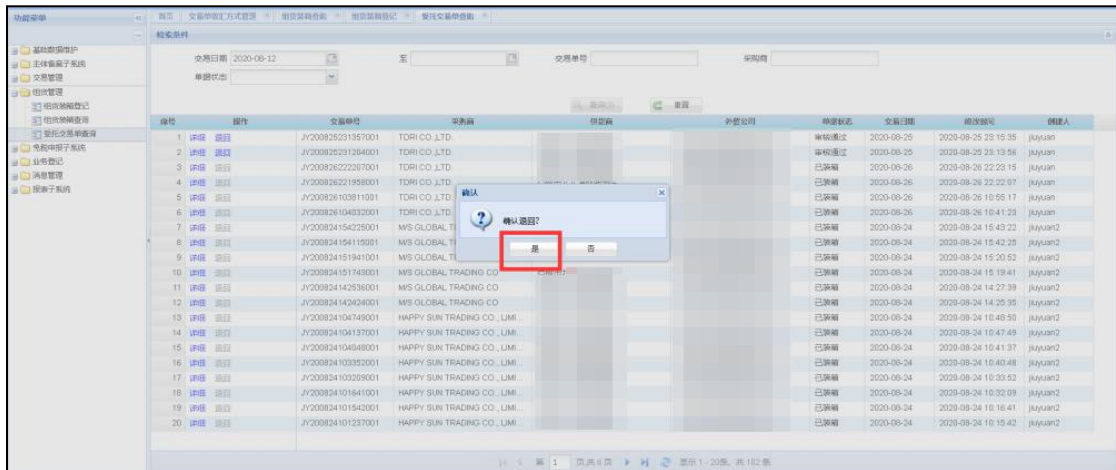 功能菜单
首页 交易单收汇方式管理 组货装箱查询 组货装箱登记 委托交易单查询
检索条件
基础数据维护
主体备案子系统
交易管理
组货管理
组货装箱登记
组货装箱查询
委托交易单查询
免税申报子系统
业务登记
消息管理
报表子系统
交易日期 2020-08-12 至 交易单号 采购商
单据状态
查询 重置
序号 操作 交易单号 采购商 供货商 外贸公司 单据状态 交易日期 修改时间 创建人
1 详细 退回 JY200825231357001 TORI CO.,LTD. 审核通过 2020-08-25 2020-08-25 23:15:35 jiuyuan
2 详细 退回 JY200825231204001 TORI CO.,LTD. 审核通过 2020-08-25 2020-08-25 23:13:56 jiuyuan
3 详细 退回 JY200826222207001 TORI CO.,LTD. 已装箱 2020-08-26 2020-08-26 22:23:15 jiuyuan
4 详细 退回 JY200826221958001 TORI CO.,LTD. 已装箱 2020-08-26 2020-08-26 22:22:07 jiuyuan
5 详细 退回 JY200826103811001 TORI CO.,LTD. 已装箱 2020-08-26 2020-08-26 10:55:17 jiuyuan
6 详细 退回 JY200826104032001 TORI CO.,LTD. 已装箱 2020-08-26 2020-08-26 10:41:23 jiuyuan
7 详细 退回 JY200824154225001 M/S GLOBAL T 已装箱 2020-08-24 2020-08-24 15:43:22 jiuyuan2
8 详细 退回 JY200824154115001 M/S GLOBAL T 已装箱 2020-08-24 2020-08-24 15:42:25 jiuyuan2
9 详细 退回 JY200824151941001 M/S GLOBAL T 已装箱 2020-08-24 2020-08-24 15:20:52 jiuyuan2
10 详细 退回 JY200824151743001 M/S GLOBAL TRADING CO 已装箱 2020-08-24 2020-08-24 15:19:41 jiuyuan2
11 详细 退回 JY200824142536001 M/S GLOBAL TRADING CO 已装箱 2020-08-24 2020-08-24 14:27:39 jiuyuan2
12 详细 退回 JY200824142424001 M/S GLOBAL TRADING CO 已装箱 2020-08-24 2020-08-24 14:25:35 jiuyuan2
13 详细 退回 JY200824104749001 HAPPY SUN TRADING CO., LIMI... 已装箱 2020-08-24 2020-08-24 10:48:50 jiuyuan2
14 详细 退回 JY200824104137001 HAPPY SUN TRADING CO., LIMI... 已装箱 2020-08-24 2020-08-24 10:47:49 jiuyuan2
15 详细 退回 JY200824104046001 HAPPY SUN TRADING CO., LIMI... 已装箱 2020-08-24 2020-08-24 10:41:37 jiuyuan2
16 详细 退回 JY200824103352001 HAPPY SUN TRADING CO., LIMI... 已装箱 2020-08-24 2020-08-24 10:40:48 jiuyuan2
17 详细 退回 JY200824103209001 HAPPY SUN TRADING CO., LIMI... 已装箱 2020-08-24 2020-08-24 10:33:52 jiuyuan2
18 详细 退回 JY200824101641001 HAPPY SUN TRADING CO., LIMI... 已装箱 2020-08-24 2020-08-24 10:32:09 jiuyuan2
19 详细 退回 JY200824101542001 HAPPY SUN TRADING CO., LIMI... 已装箱 2020-08-24 2020-08-24 10:16:41 jiuyuan2
20 详细 退回 JY200824101237001 HAPPY SUN TRADING CO., LIMI... 已装箱 2020-08-24 2020-08-24 10:15:42 jiuyuan2
确认
确认退回?
是 否
第 1 页,共 6 页 显示 1 - 20条, 共 102 条